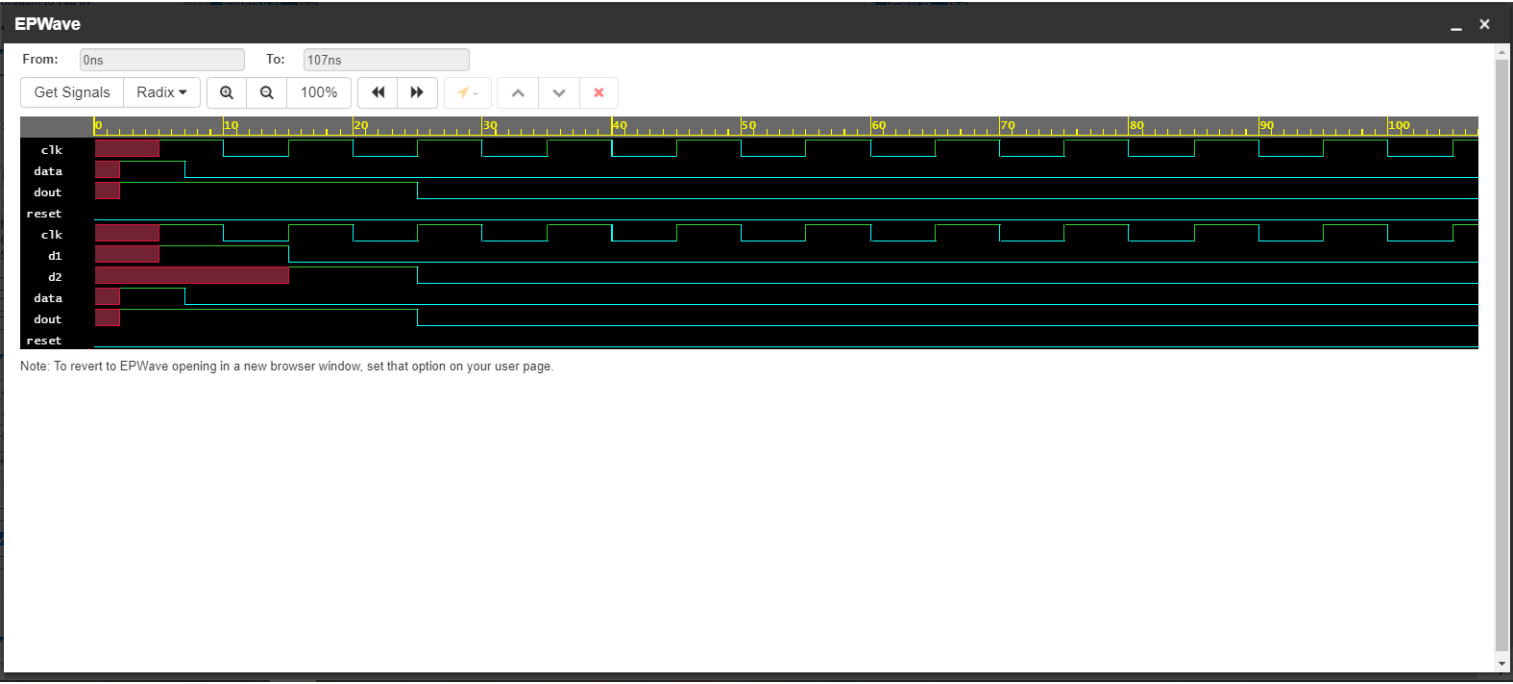 EPWave
From: 0ns To: 107ns
Get Signals Radix 100% -
0 10 20 30 40 50 60 70 80 90 100
clk
data
dout
reset
clk
d1
d2
data
dout
reset
Note: To revert to EPWave opening in a new browser window, set that option on your user page.